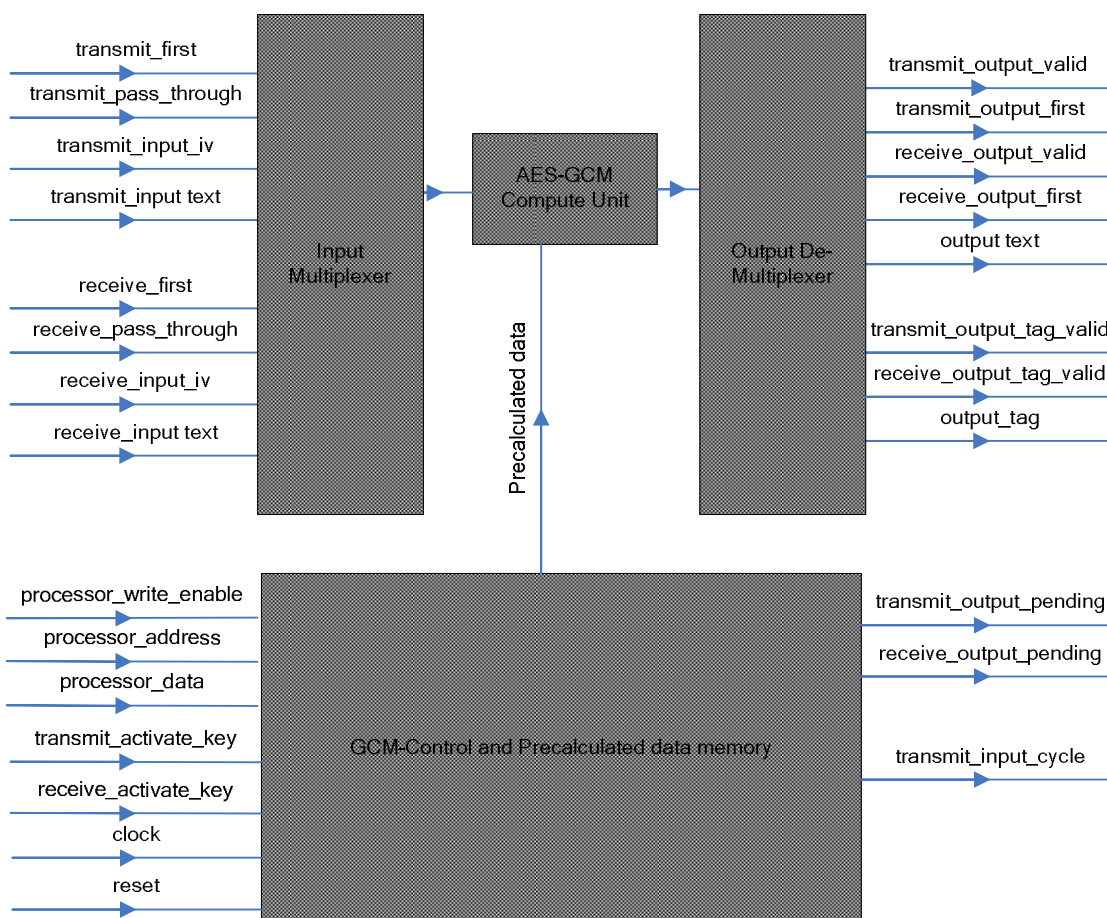 transmit_first
transmit_pass_through
transmit_input_iv
transmit_input text
receive_first
receive_pass_through
receive_input_iv
receive_input text
Input
Multiplexer
AES-GCM
Compute Unit
Precalculated data
Output De-
Multiplexer
transmit_output_valid
transmit_output_first
receive_output_valid
receive_output_first
output text
transmit_output_tag_valid
receive_output_tag_valid
output_tag
processor_write_enable
processor_address
processor_data
transmit_activate_key
receive_activate_key
clock
reset
GCM-Control and Precalculated data memory
transmit_output_pending
receive_output_pending
transmit_input_cycle